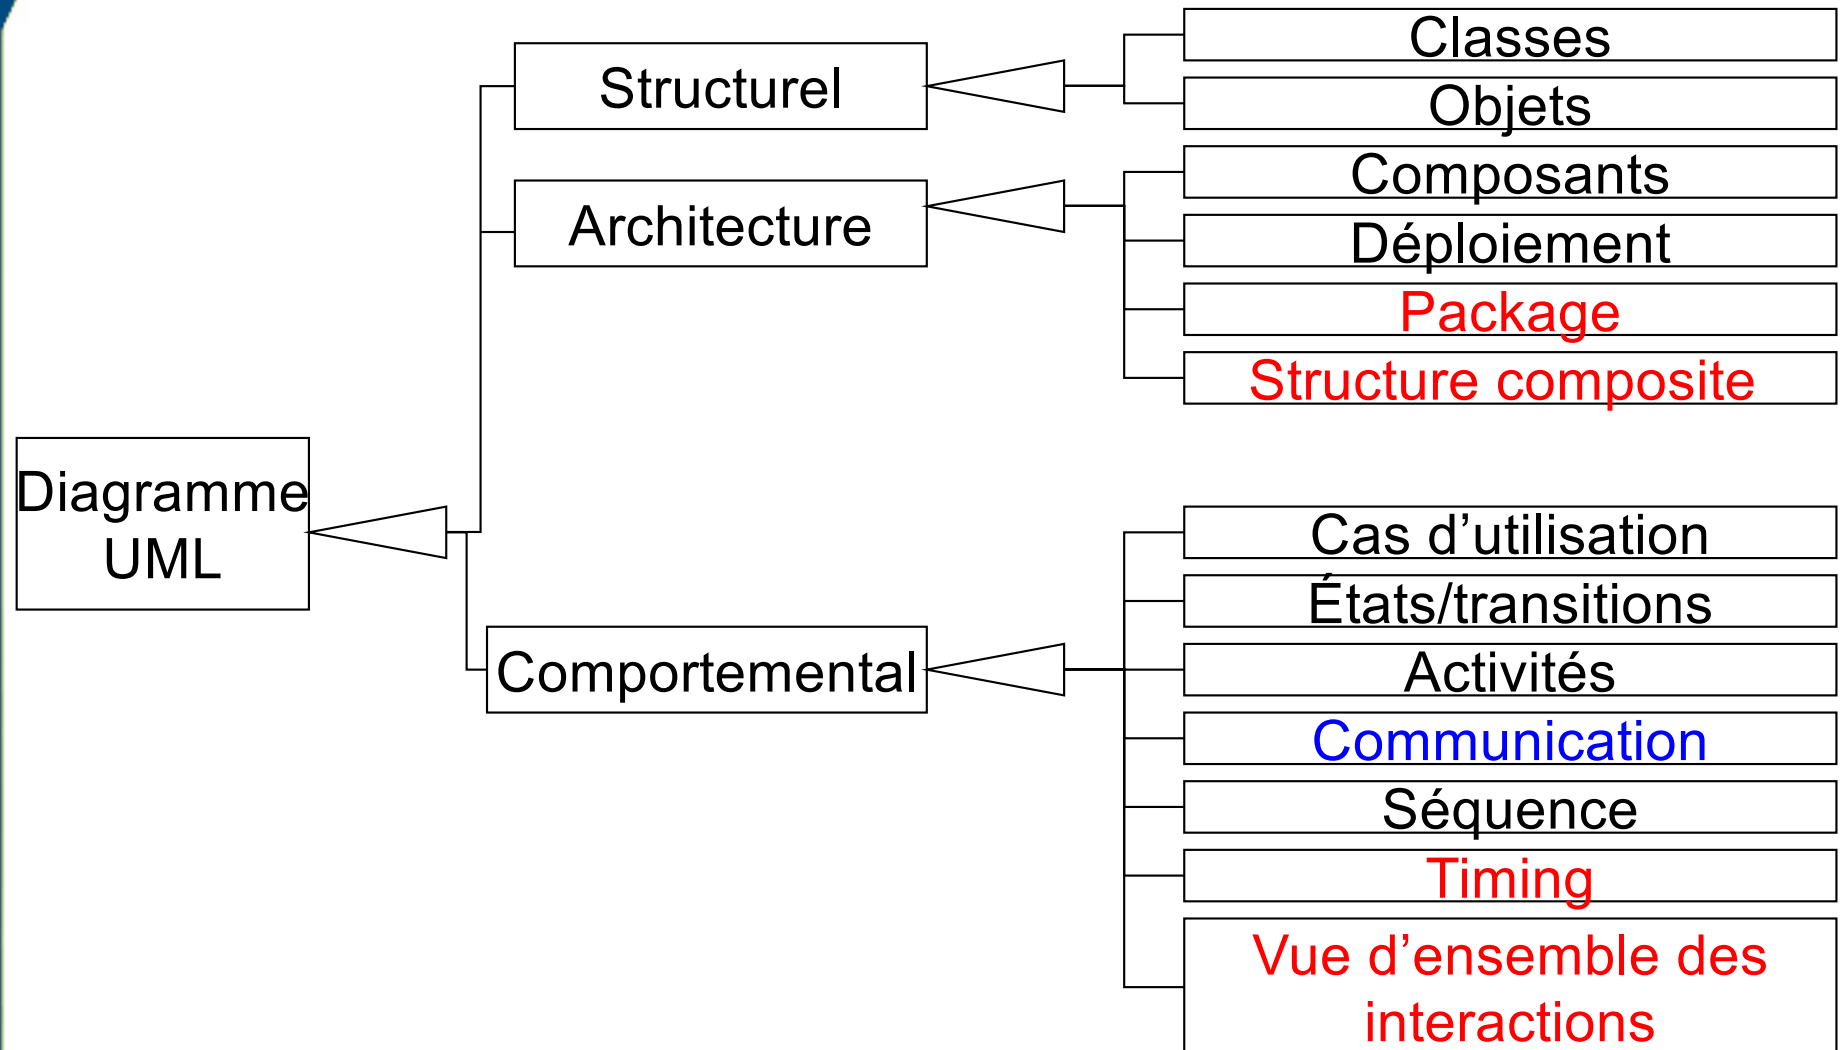 Diagramme
UML
Structurel
Classes
Objets
Architecture
Composants
Déploiement
Package
Structure composite
Comportemental
Cas d’utilisation
États/transitions
Activités
Communication
Séquence
Timing
Vue d’ensemble des
interactions